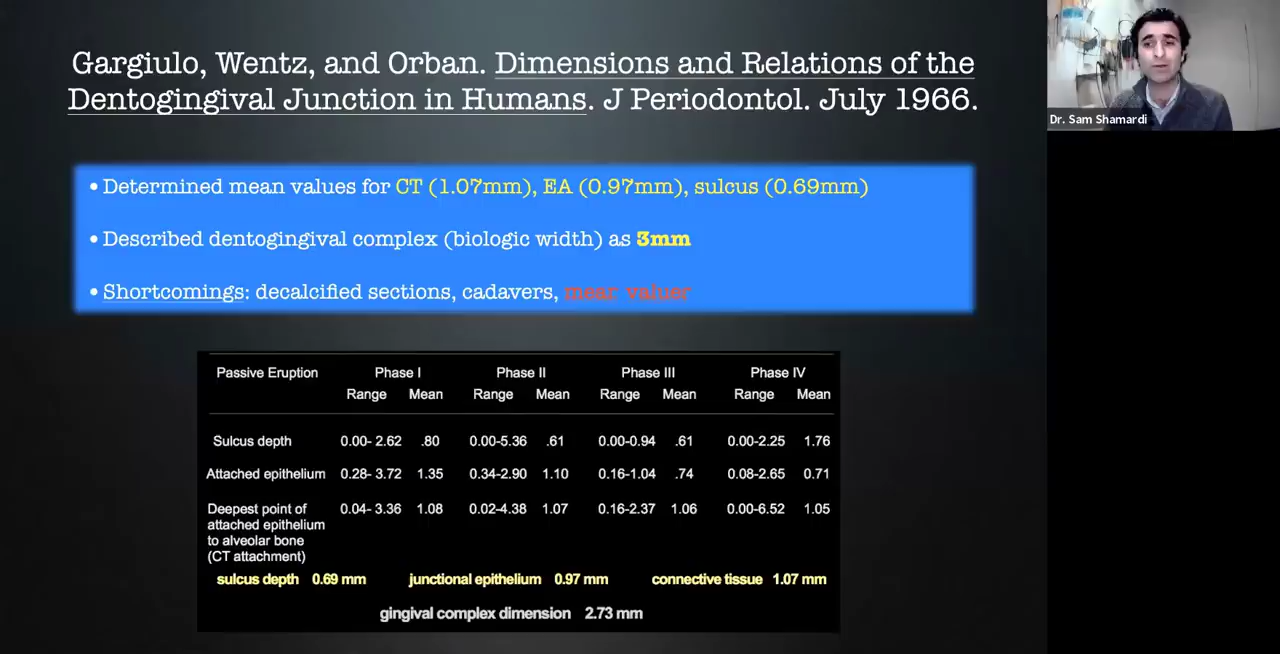 Gargiulo, Wentz, and Orban. Dimensions and Relations of the
Dentogingival Junction in Humans. J Periodontol. July 1966.
Dr. Sam Shamardi
• Determined mean values for CT (1.07mm), EA (0.97mm), sulcus (0.69mm)
• Described dentogingival complex (biologic width) as 3mm
• Shortcomings: decalcified sections, cadavers, mean
Passive Eruption Phase I Phase II Phase III Phase IV
Range Mean Range Mean Range Mean Range Mean
Sulcus depth 0.00- 2.62 .80 0.00-5.36 .61 0.00-0.94 .61 0.00-2.25 1.76
Attached epithelium 0.28- 3.72 1.35 0.34-2.90 1.10 0.16-1.04 .74 0.08-2.65 0.71
Deepest point of 0.04- 3.36 1.08 0.02-4.38 1.07 0.16-2.37 1.06 0.00-6.52 1.05
attached epithelium
to alveolar bone
(CT attachment)
sulcus depth 0.69 mm junctional epithelium 0.97 mm connective tissue 1.07 mm
gingival complex dimension 2.73 mm